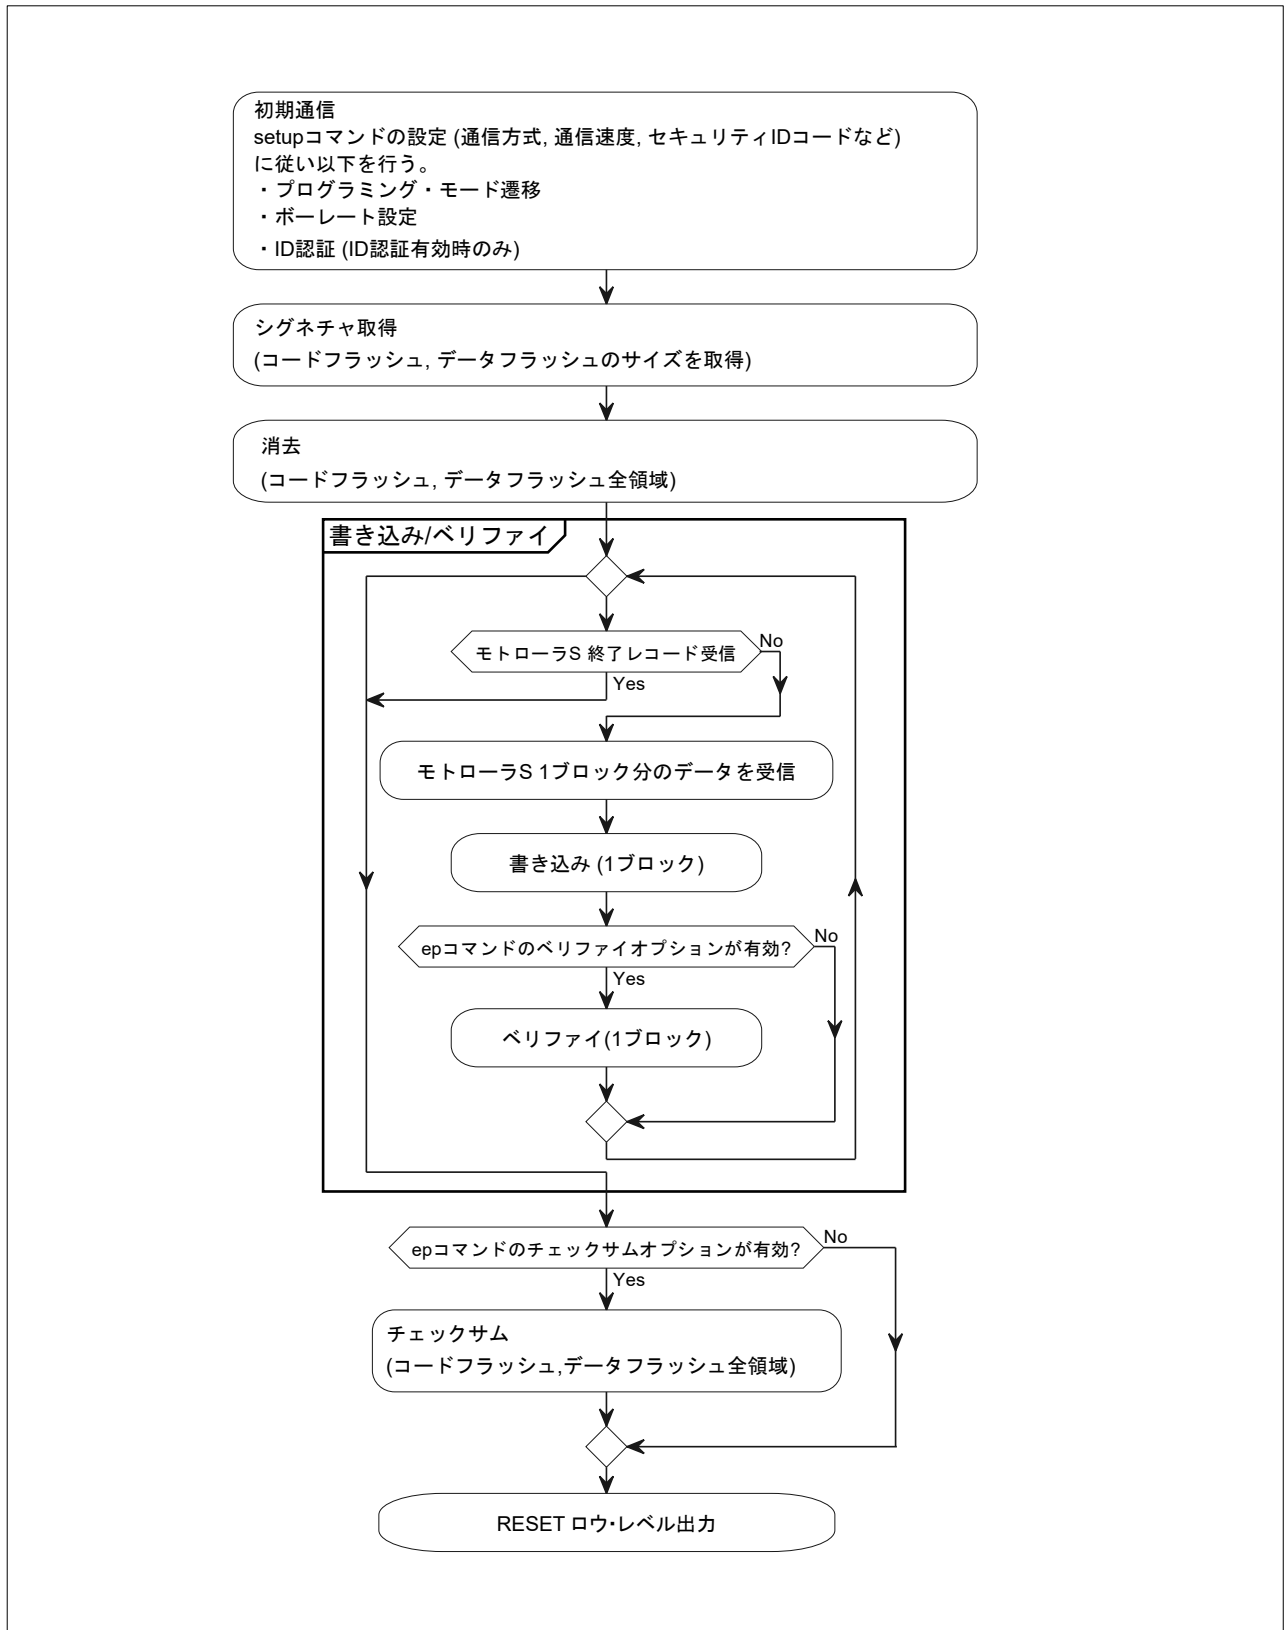 初期通信
setupコマンドの設定 (通信方式, 通信速度, セキュリティIDコードなど)
に従い以下を行う。
・プログラミング・モード遷移
・ボーレート設定
・ID認証 (ID認証有効時のみ)
シグネチャ取得
(コードフラッシュ, データフラッシュのサイズを取得)
消去
(コードフラッシュ, データフラッシュ全領域)
書き込み/ベリファイ
モトローラS 終了レコード受信
No
Yes
モトローラS 1ブロック分のデータを受信
書き込み (1ブロック)
epコマンドのベリファイオプションが有効?
No
Yes
ベリファイ(1ブロック)
epコマンドのチェックサムオプションが有効?
No
Yes
チェックサム
(コードフラッシュ,データフラッシュ全領域)
RESET ロウ・レベル出力